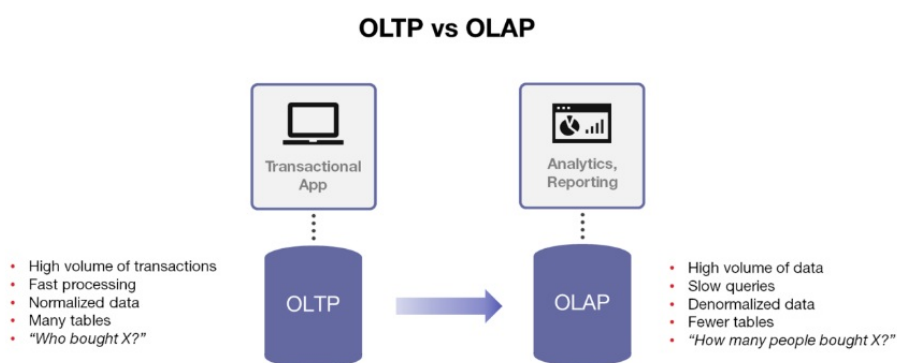 OLTP vs OLAP
Transactional
App
Analytics,
Reporting
• High volume of transactions
• Fast processing
• Normalized data
• Many tables
• "Who bought X?"
OLTP
OLAP
• High volume of data
• Slow queries
• Denormalized data
• Fewer tables
• "How many people bought X?"